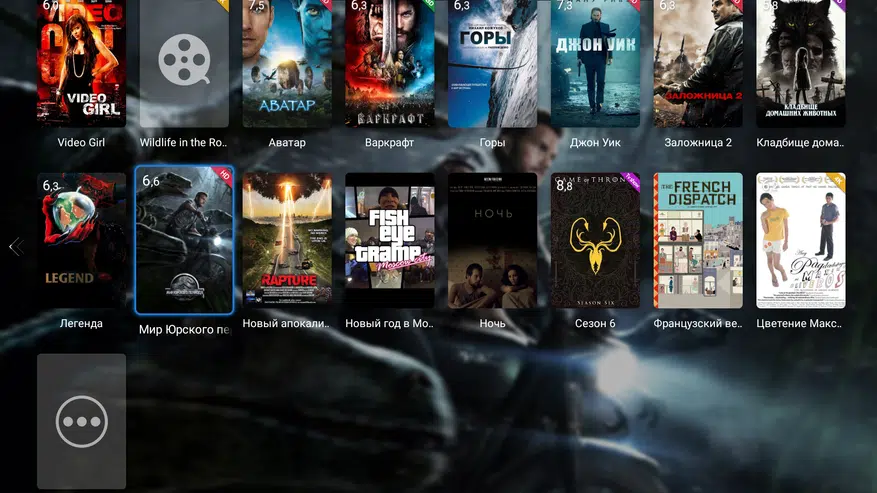 6,0
7,5
6,3
6,3
7,3
6,3
5,8
VIDEO
VIDEO
GIRL
АВАТАР
ВАРКРАФТ
ГОРЫ
ДЖОН УИК
ЗАЛОЖНИЦА 2
КЛАДБИЩЕ
ДОМАШНИХ ЖИВОТНЫХ
Video Girl
Wildlife in the Ro..
Аватар
Варкрафт
Горы
Джон Уик
Заложница 2
Кладбище дома..
6,3
LEGEND
6,6
HD
RAPTURE
FISH
EYE
TRAMP
Moscow city
НОЧЬ
GAME OF THRONES
8,8
SEASON SIX
THE FRENCH
DISPATCH
Легенда
Мир Юрского пе
Новый апокали..
Новый год в Мо..
Ночь
Сезон 6
Французский ве..
Цветение Макс..